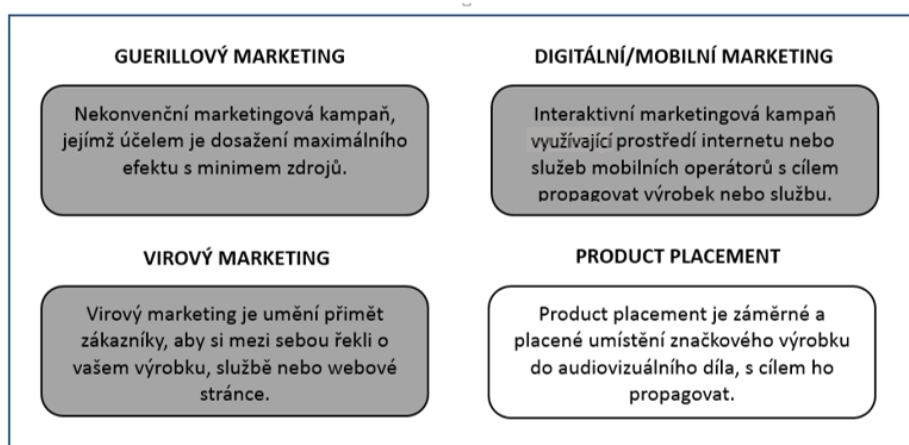 GUERILLOVÝ MARKETING
Nekonvenční marketingová kampaň,
jejímž účelem je dosažení maximálního
efektu s minimem zdrojů.
DIGITÁLNÍ/MOBILNÍ MARKETING
Interaktivní marketingová kampaň
využívající prostředí internetu nebo
služeb mobilních operátorů s cílem
propagovat výrobek nebo službu.
VIROVÝ MARKETING
Virový marketing je umění přimět
zákazníky, aby si mezi sebou řekli o
vašem výrobku, službě nebo webové
stránce.
PRODUCT PLACEMENT
Product placement je záměrné a
placené umístění značkového výrobku
do audiovizuálního díla, s cílem ho
propagovat.